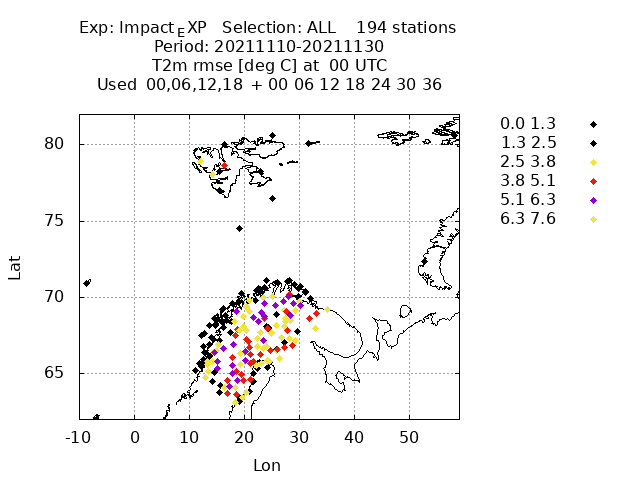 Exp: Impact_EXP Selection: ALL 194 stations
Period: 20211110-20211130
T2m rmse [deg C] at 00 UTC
Used 00,06,12,18 + 00 06 12 18 24 30 36
0.0 1.3
1.3 2.5
2.5 3.8
3.8 5.1
5.1 6.3
6.3 7.6
80
75
70
65
Lat
-10 0 10 20 30 40 50
Lon